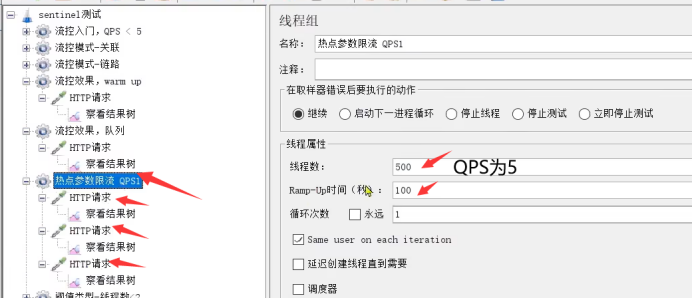 sentinel测试
流控入门，QPS < 5
流控模式-关联
流控模式-链路
流控效果，warm up
HTTP请求
察看结果树
流控效果，队列
HTTP请求
察看结果树
热点参数限流 QPS1
HTTP请求
察看结果树
HTTP请求
察看结果树
HTTP请求
察看结果树
线程组
名称： 热点参数限流 QPS1
注释：
在取样器错误后要执行的动作
继续 启动下一进程循环 停止线程 停止测试 立即停止测试
线程属性
线程数： 500 QPS为5
Ramp-Up时间（秒）： 100
循环次数 永远 1
Same user on each iteration
延迟创建线程直到需要
调度器